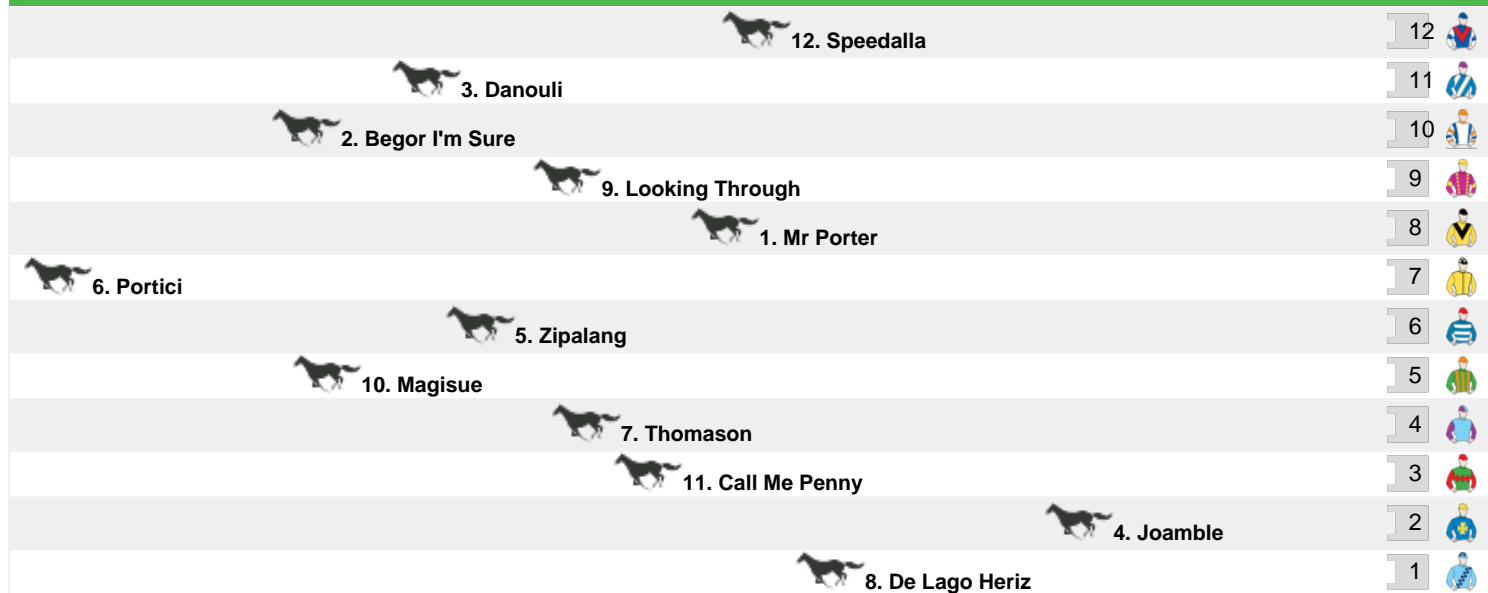 12. Speedalla 12
3. Danouli 11
2. Begor I'm Sure 10
9. Looking Through 9
1. Mr Porter 8
6. Portici 7
5. Zipalang 6
10. Magisue 5
7. Thomason 4
11. Call Me Penny 3
4. Joamble 2
8. De Lago Heriz 1